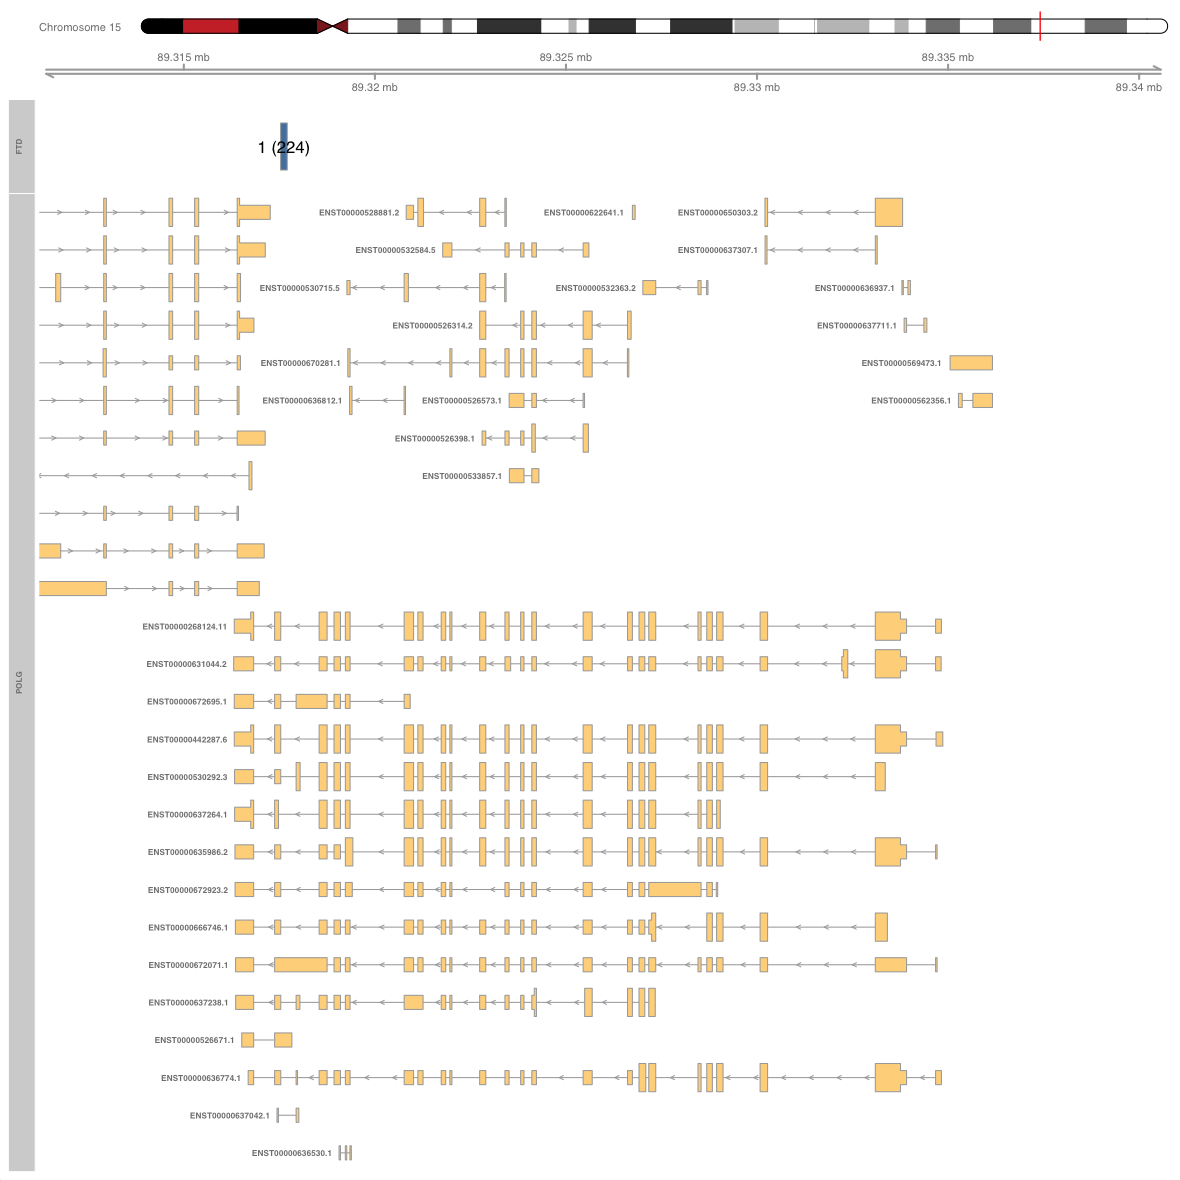 Chromosome 15
89.315 mb 89.325 mb 89.335 mb
89.32 mb 89.33 mb 89.34 mb
FTD
1 (224)
POLG
ENST00000528881.2 ENST00000622641.1 ENST00000650303.2
ENST00000532584.5 ENST00000637307.1
ENST00000530715.5 ENST00000532363.2 ENST00000636937.1
ENST00000526314.2 ENST00000637711.1
ENST00000670281.1 ENST00000569473.1
ENST00000636812.1 ENST00000526573.1 ENST00000562356.1
ENST00000526398.1
ENST00000533857.1
ENST00000268124.11
ENST00000631044.2
ENST00000672695.1
ENST00000442287.6
ENST00000530292.3
ENST00000637264.1
ENST00000635986.2
ENST00000672923.2
ENST00000666746.1
ENST00000672071.1
ENST00000637238.1
ENST00000526671.1
ENST00000636774.1
ENST00000637042.1
ENST00000636530.1